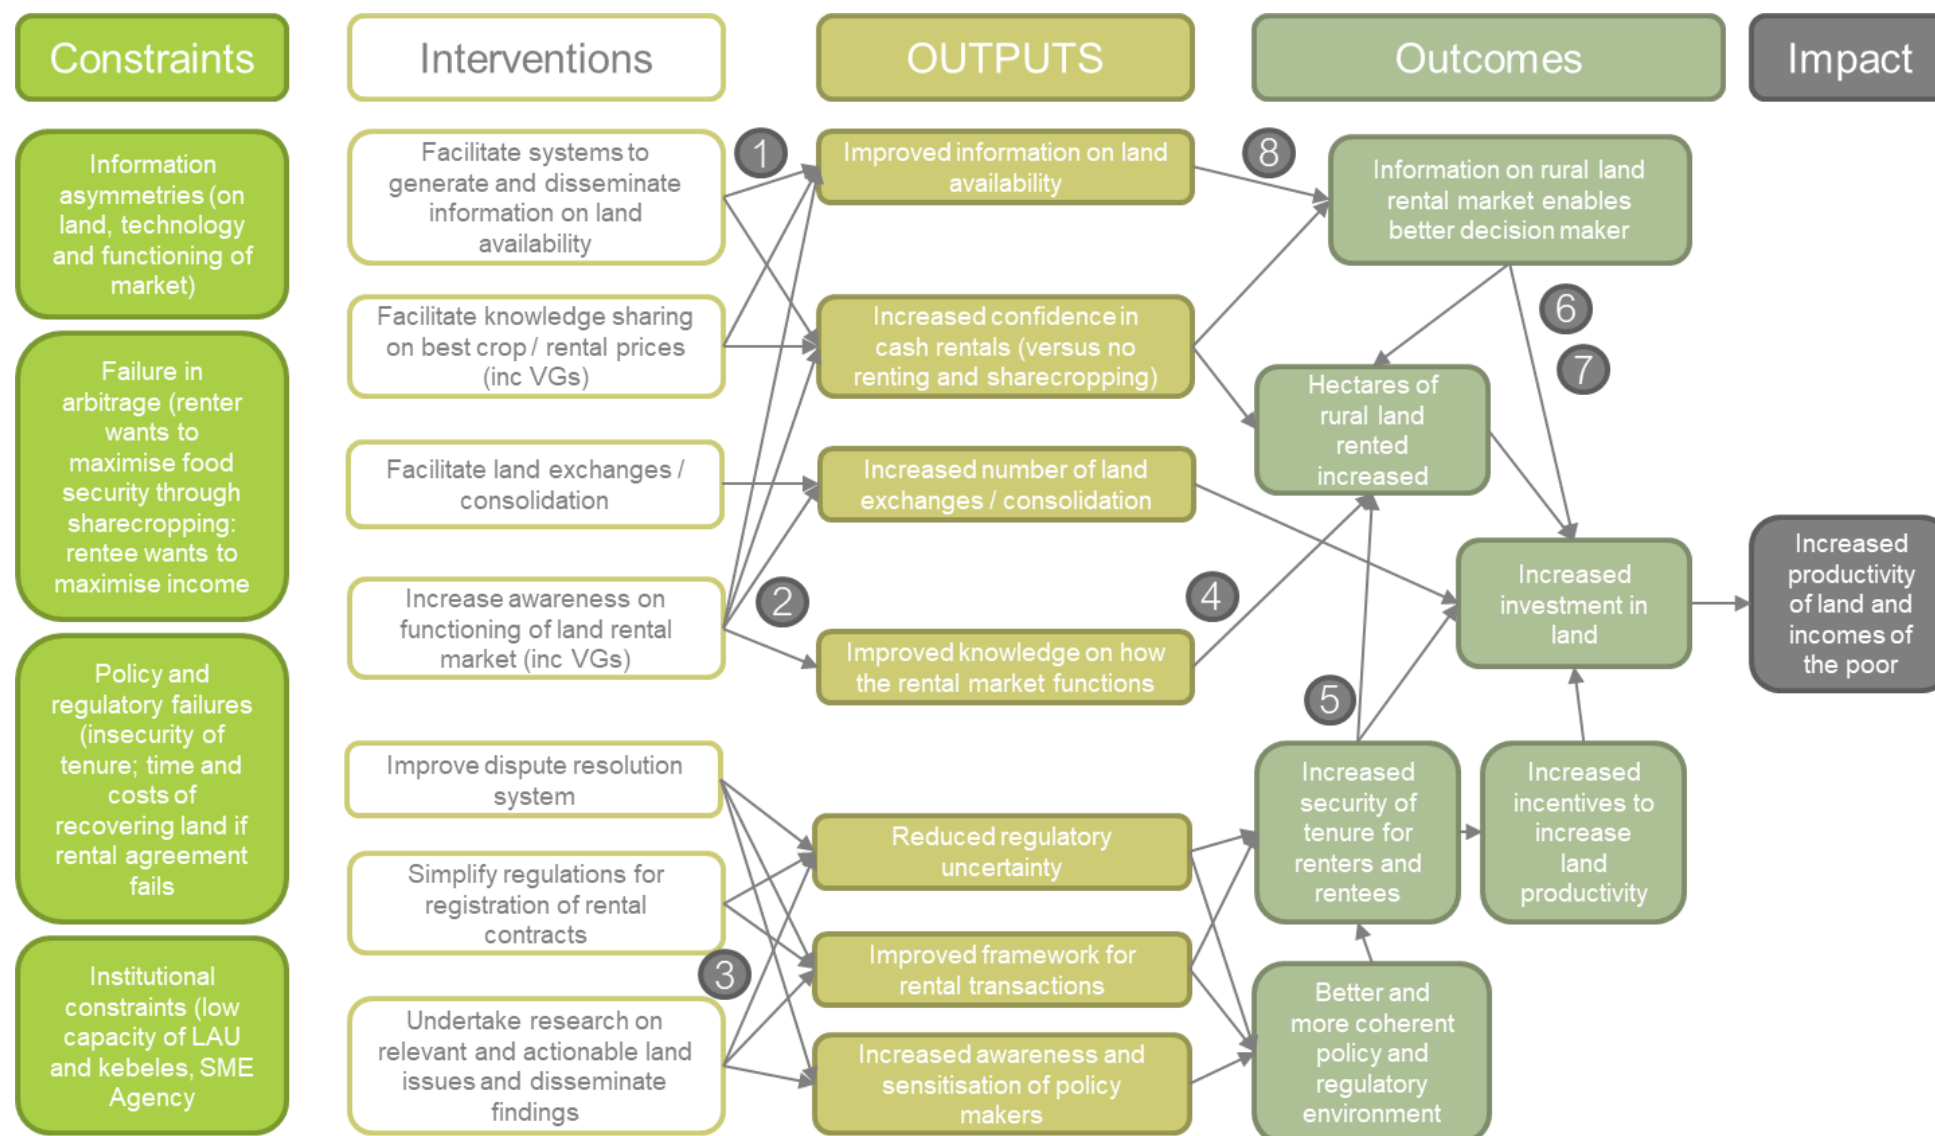 Constraints
Interventions
OUTPUTS
Outcomes
Impact
Information
asymmetries (on
land, technology
and functioning of
market)
Failure in
arbitrage (renter
wants to
maximise food
security through
sharecropping:
rentee wants to
maximise income
Policy and
regulatory failures
(insecurity of
tenure; time and
costs of
recovering land if
rental agreement
fails
Institutional
constraints (low
capacity of LAU
and kebeles, SME
Agency
Facilitate systems to
generate and disseminate
information on land
availability
Facilitate knowledge sharing
on best crop / rental prices
(inc VGs)
Facilitate land exchanges /
consolidation
Increase awareness on
functioning of land rental
market (inc VGs)
Improve dispute resolution
system
Simplify regulations for
registration of rental
contracts
Undertake research on
relevant and actionable land
issues and disseminate
findings
1
2
3
Improved information on land
availability
Increased confidence in
cash rentals (versus no
renting and sharecropping)
Increased number of land
exchanges / consolidation
Improved knowledge on how
the rental market functions
Reduced regulatory
uncertainty
Improved framework for
rental transactions
Increased awareness and
sensitisation of policy
makers
8
4
5
6
7
Information on rural land
rental market enables
better decision maker
Hectares of
rural land
rented
increased
Increased
investment in
land
Increased
security of
tenure for
renters and
rentees
Increased
incentives to
increase
land
productivity
Better and
more coherent
policy and
regulatory
environment
Increased
productivity
of land and
incomes of
the poor